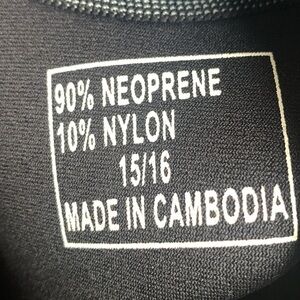 90% NEOPRENE
10% NYLON
15/16
MADE IN CAMBODIA